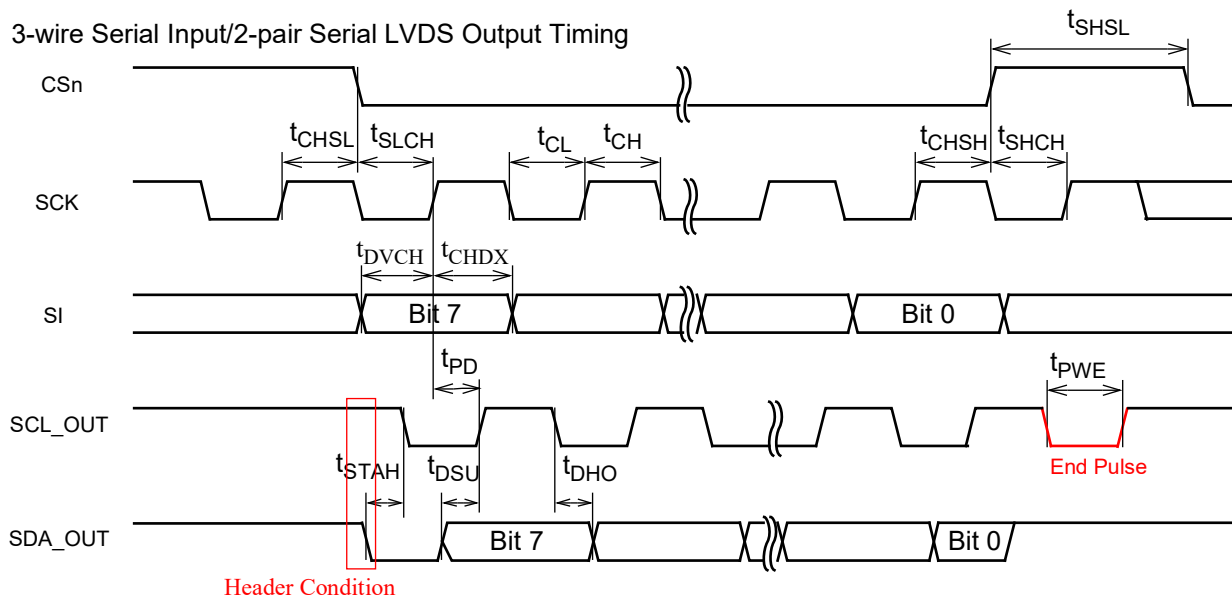 3-wire Serial Input/2-pair Serial LVDS Output Timing
tSHSL
CSn
tCHSL tSLCH tCL tCH tCHSH tSHCH
SCK
tDVCH tCHDX
SI Bit 7 Bit 0
tPD tPWE
SCL_OUT
End Pulse
tSTAH tDSU tDHO
SDA_OUT Bit 7 Bit 0
Header Condition